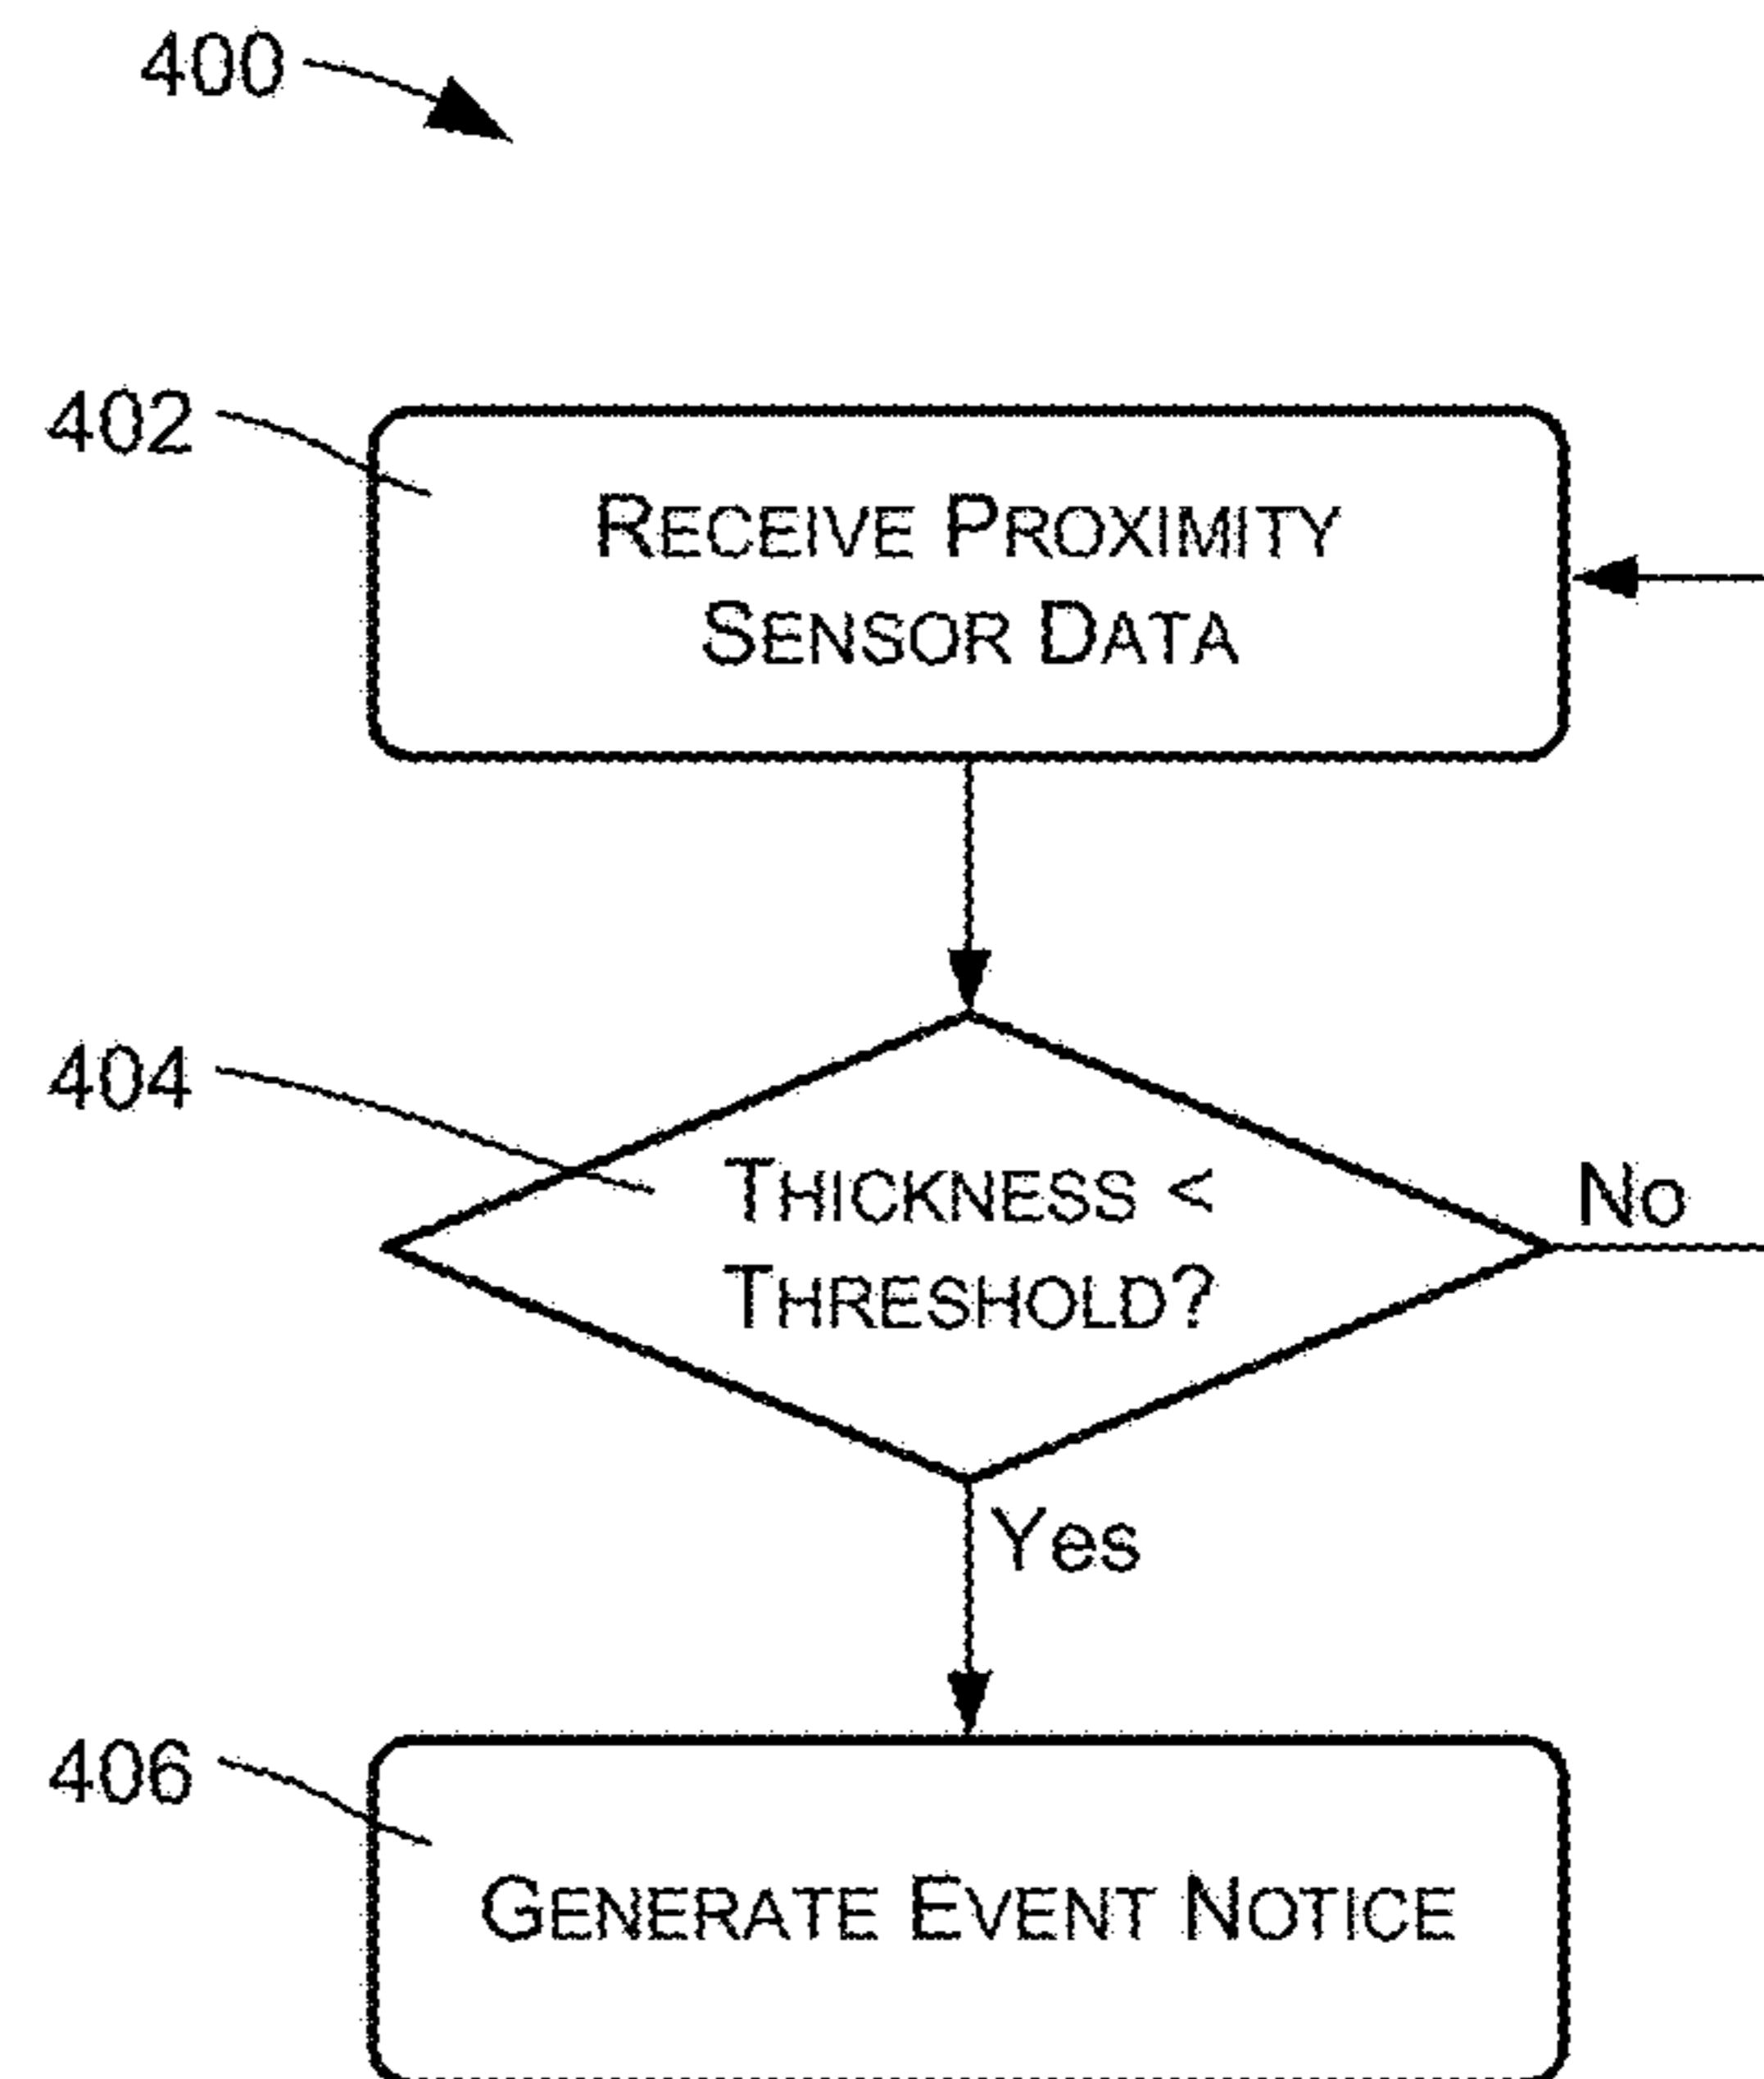 400
402
RECEIVE PROXIMITY
SENSOR DATA
404
THICKNESS <
THRESHOLD?
No
Yes
406
GENERATE EVENT NOTICE